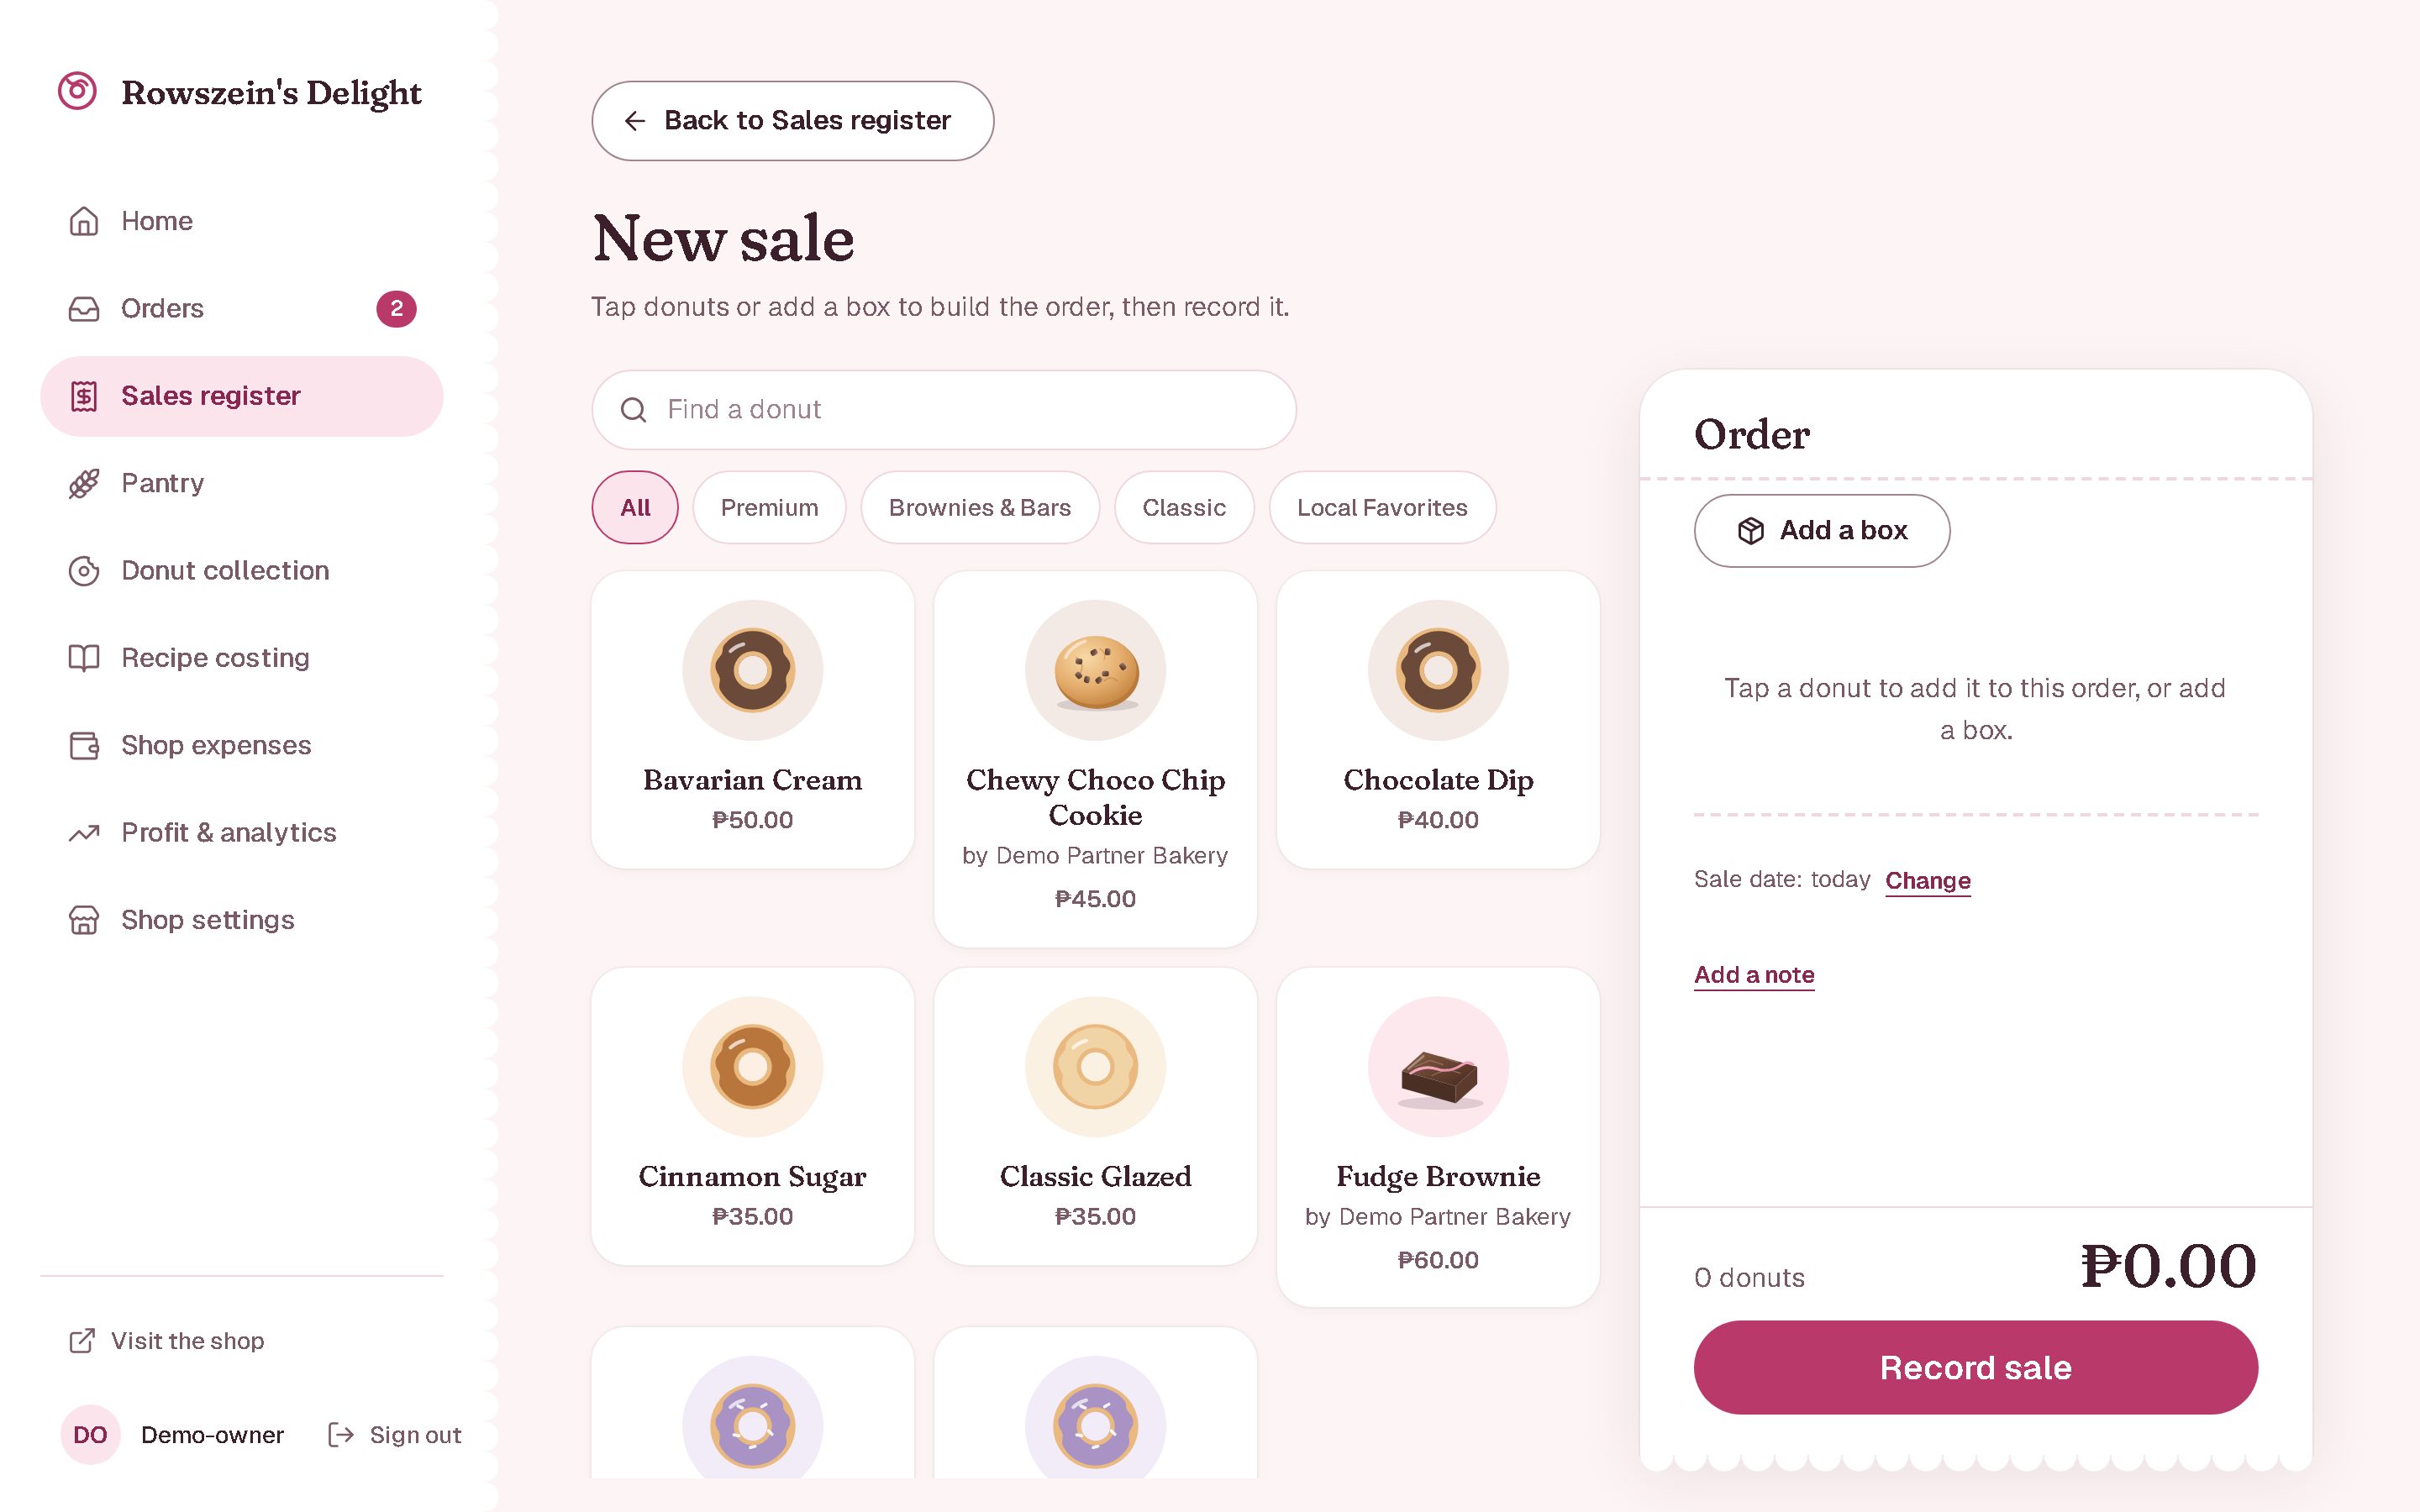 Rowszein's Delight
Home
Orders
2
Sales register
Pantry
Donut collection
Recipe costing
Shop expenses
Profit & analytics
Shop settings
Visit the shop
DO
Demo-owner
Sign out
Back to Sales register
New sale
Tap donuts or add a box to build the order, then record it.
Find a donut
All
Premium
Brownies & Bars
Classic
Local Favorites
Bavarian Cream
₱50.00
Chewy Choco Chip
Cookie
by Demo Partner Bakery
₱45.00
Chocolate Dip
₱40.00
Cinnamon Sugar
₱35.00
Classic Glazed
₱35.00
Fudge Brownie
by Demo Partner Bakery
₱60.00
Order
Add a box
Tap a donut to add it to this order, or add
a box.
Sale date: today Change
Add a note
0 donuts
₱0.00
Record sale